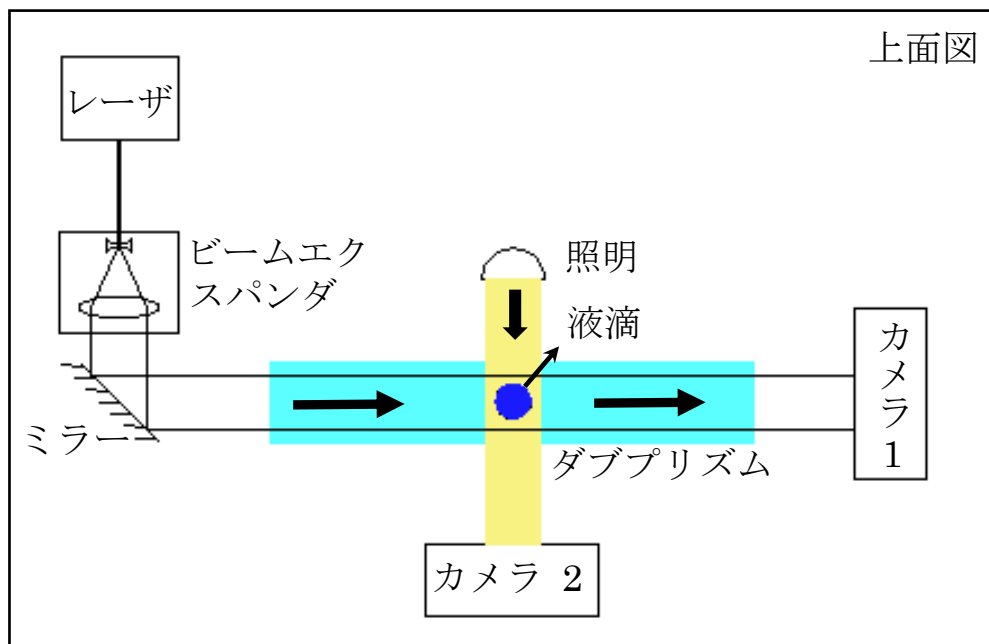 上面図
レーザ
ビームエク
スパンダ
照明
液滴
ミラー
ダブプリズム
カメラ1
カメラ 2